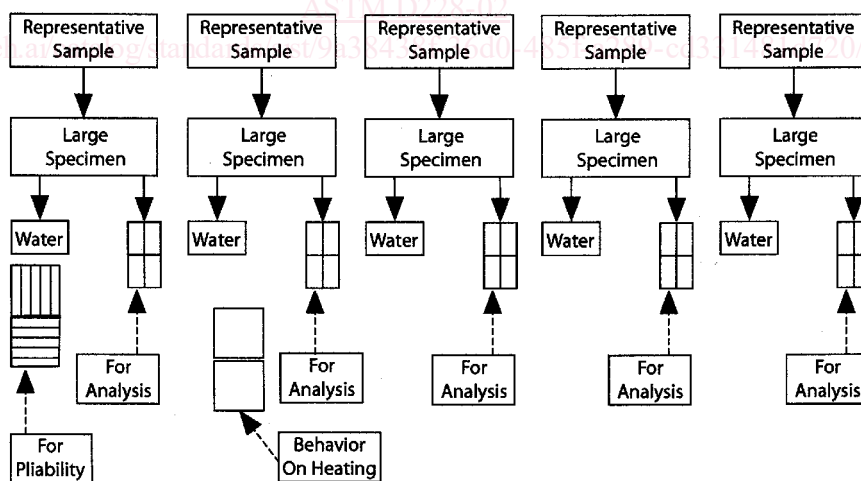 ASTM D228-02
Representative
Sample
Representative
Sample
Representative
Sample
Representative
Sample
Representative
Sample
Large
Specimen
Large
Specimen
Large
Specimen
Large
Specimen
Large
Specimen
Water
Water
Water
Water
Water
For
Analysis
For
Analysis
For
Analysis
For
Analysis
For
Analysis
For
Pliability
Behavior
On Heating